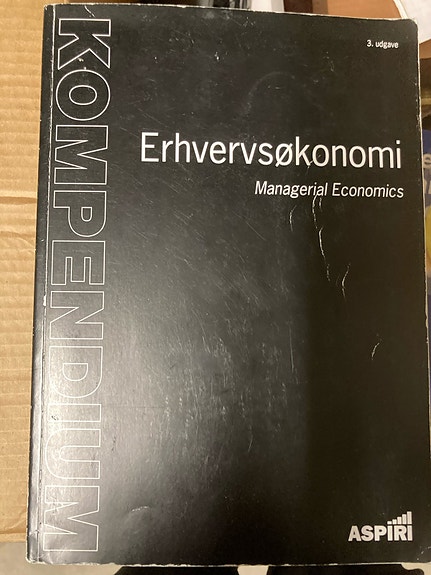 3. udgave
KOMPENDIUM
Erhvervsøkonomi
Managerial Economics
ASPIRI